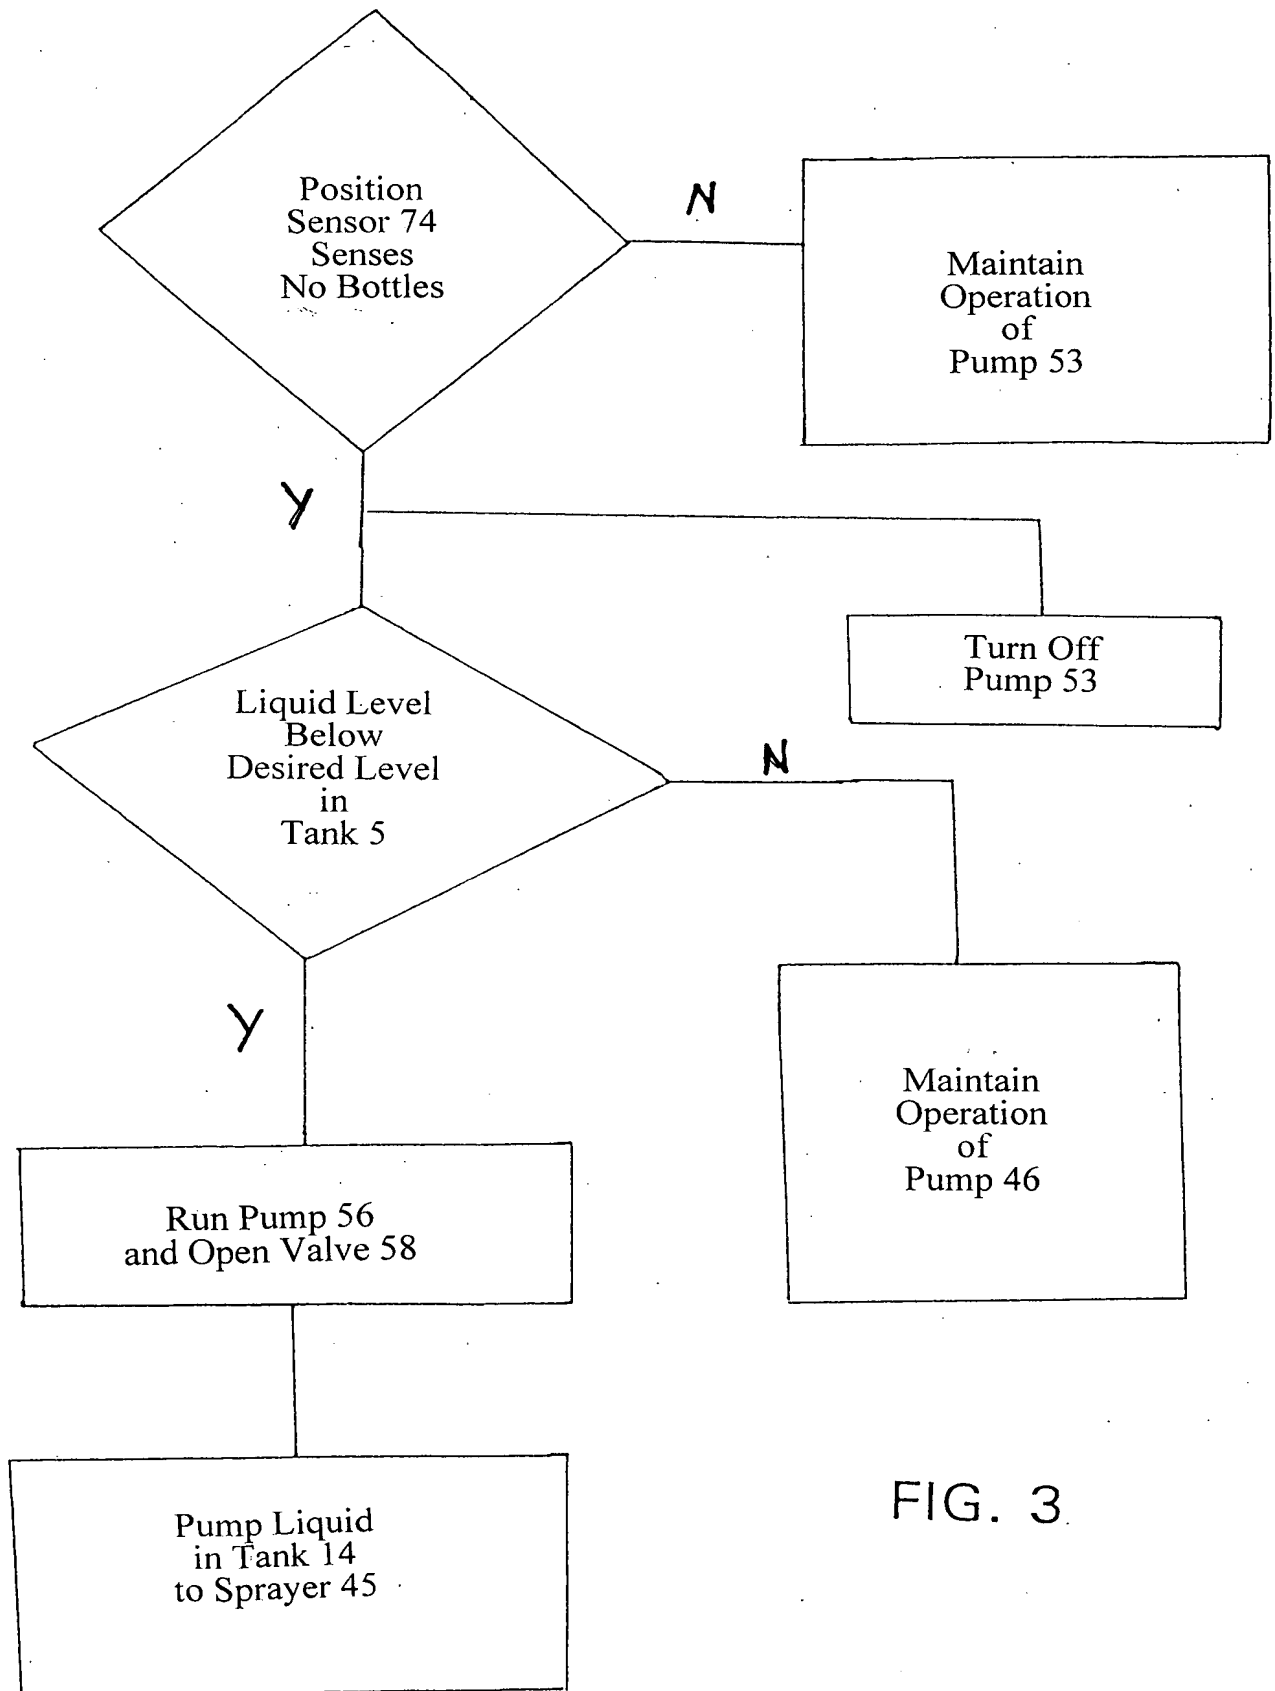 Position
Sensor 74
Senses
No Bottles
N
Maintain
Operation
of
Pump 53
Y
Turn Off
Pump 53
Liquid Level
Below
Desired Level
in
Tank 5
N
Y
Maintain
Operation
of
Pump 46
Run Pump 56
and Open Valve 58
Pump Liquid
in Tank 14
to Sprayer 45
FIG. 3